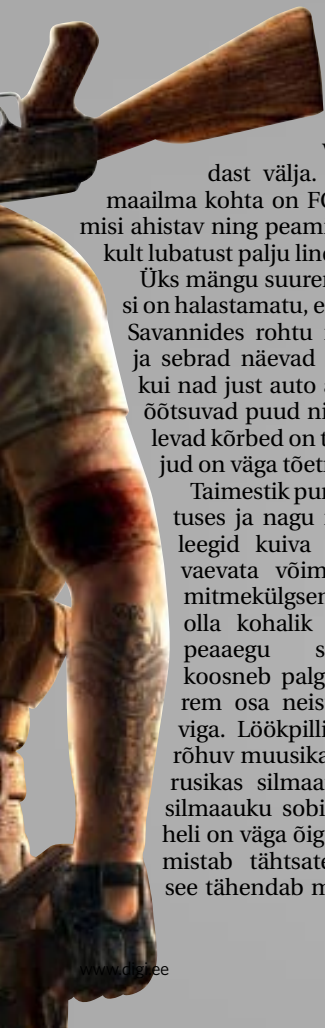 dast välja.
maailma kohta on FC
misi ahistav ning peami
kult lubatust palju line
Üks mängu suurem
si on halastamatu, e
Savannides rohtu
ja sebrad näevad
kui nad just auto
õõtsuvad puud ni
levad kõrbed on t
jud on väga tõetr
Taimestik pur
tuses ja nagu
leegid kuiva
vaevata võim
mitmekülgsem
olla kohalik
peaaegu s
koosneb palg
rem osa neis
viga. Löökpilli
rõhuv muusika
rusikas silmaa
silmaauku sobi
heli on väga õig
mistab tähtsate
see tähendab m
www.digi.ee